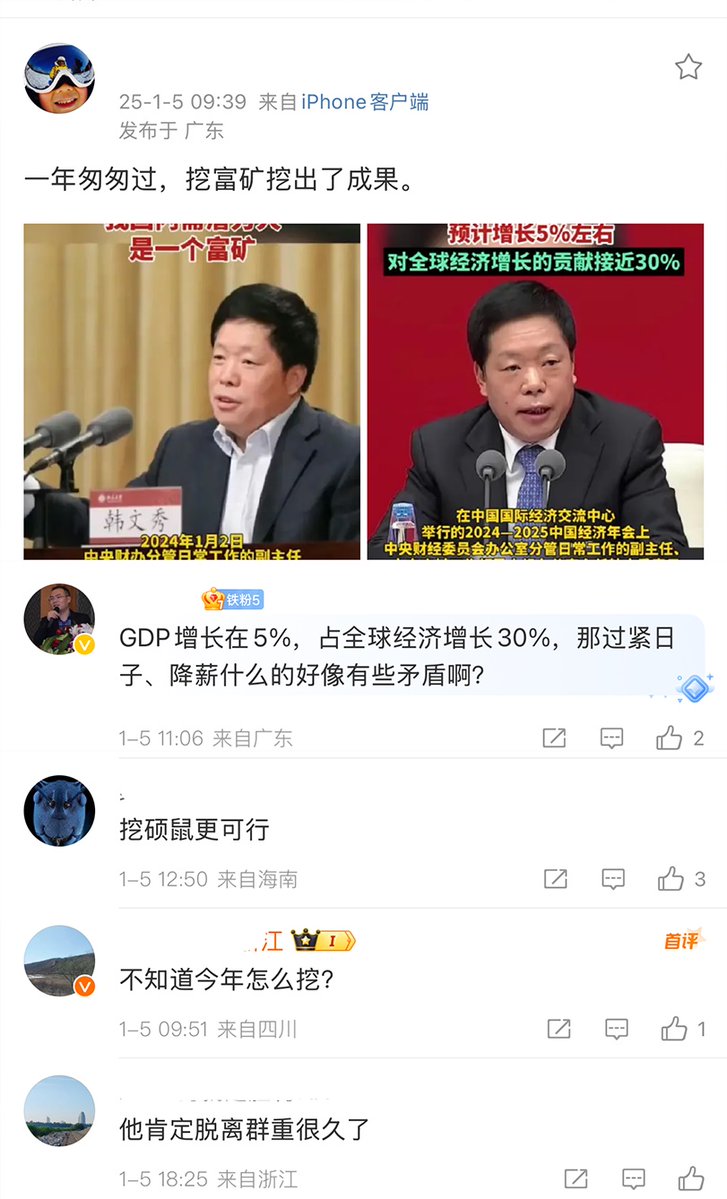 25-1-5 09:39 来自 iPhone客户端
发布于 广东
一年匆匆过，挖富矿挖出了成果。
我国内需潜力大
是一个富矿
韩文秀
2024年1月2日
中央财办分管日常工作的副主任
预计增长5%左右
对全球经济增长的贡献接近30%
在中国国际经济交流中心
举行的2024—2025中国经济年会上
中央财经委员会办公室分管日常工作的副主任、
铁粉5
GDP增长在5%，占全球经济增长30%，那过紧日
子、降薪什么的好像有些矛盾啊？
1-5 11:06 来自广东
2
挖硕鼠更可行
1-5 12:50 来自海南
3
江 I
首评
不知道今年怎么挖？
1-5 09:51 来自四川
1
他肯定脱离群重很久了
1-5 18:25 来自浙江